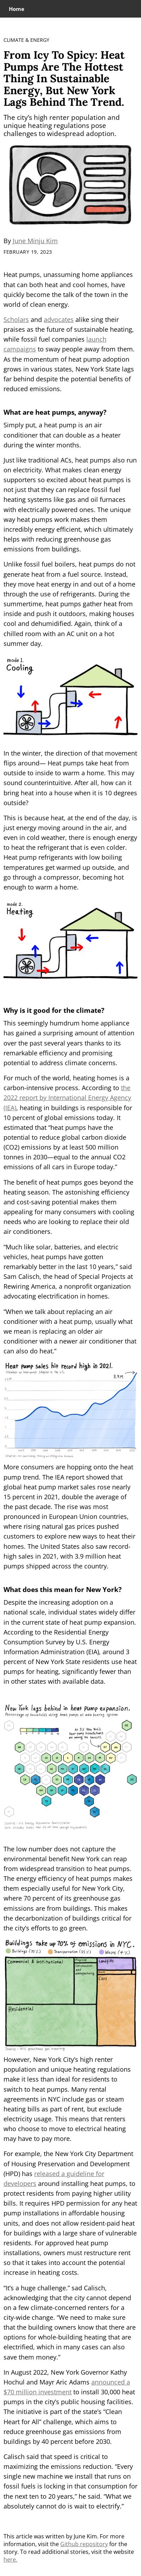 Home
CLIMATE & ENERGY
From Icy To Spicy: Heat
Pumps Are The Hottest
Thing In Sustainable
Energy, But New York
Lags Behind The Trend.
The city's high renter population and
unique heating regulations pose
challenges to widespread adoption.
By June Minju Kim
FEBRUARY 19, 2023
Heat pumps, unassuming home appliances
that can both heat and cool homes, have
quickly become the talk of the town in the
world of clean energy.
Scholars and advocates alike sing their
praises as the future of sustainable heating,
while fossil fuel companies launch
campaigns to sway people away from them.
As the momentum of heat pump adoption
grows in various states, New York State lags
far behind despite the potential benefits of
reduced emissions.
What are heat pumps, anyway?
Simply put, a heat pump is an air
conditioner that can double as a heater
during the winter months.
Just like traditional ACs, heat pumps also run
on electricity. What makes clean energy
supporters so excited about heat pumps is
not just that they can replace fossil fuel
heating systems like gas and oil furnaces
with electrically powered ones. The unique
way heat pumps work makes them
incredibly energy efficient, which ultimately
helps with reducing greenhouse gas
emissions from buildings.
Unlike fossil fuel boilers, heat pumps do not
generate heat from a fuel source. Instead,
they move heat energy in and out of a home
through the use of refrigerants. During the
summertime, heat pumps gather heat from
inside and push it outdoors, making homes
cool and dehumidified. Again, think of a
chilled room with an AC unit on a hot
summer day.
mode 1.
Cooling
In the winter, the direction of that movement
flips around— Heat pumps take heat from
outside to inside to warm a home. This may
sound counterintuitive. After all, how can it
bring heat into a house when it is 10 degrees
outside?
This is because heat, at the end of the day, is
just energy moving around in the air, and
even in cold weather, there is enough energy
to heat the refrigerant that is even colder.
Heat pump refrigerants with low boiling
temperatures get warmed up outside, and
go through a compressor, becoming hot
enough to warm a home.
mode 2.
Heating
Why is it good for the climate?
This seemingly humdrum home appliance
has gained a surprising amount of attention
over the past several years thanks to its
remarkable efficiency and promising
potential to address climate concerns.
For much of the world, heating homes is a
carbon-intensive process. According to the
2022 report by International Energy Agency
(IEA), heating in buildings is responsible for
10 percent of global emissions today. It
estimated that "heat pumps have the
potential to reduce global carbon dioxide
(CO2) emissions by at least 500 million
tonnes in 2030—equal to the annual CO2
emissions of all cars in Europe today."
The benefit of heat pumps goes beyond the
heating season. The astonishing efficiency
and cost-saving potential makes them
appealing for many consumers with cooling
needs who are looking to replace their old
air conditioners.
"Much like solar, batteries, and electric
vehicles, heat pumps have gotten
remarkably better in the last 10 years," said
Sam Calisch, the head of Special Projects at
Rewiring America, a nonprofit organization
advocating electrification in homes.
"When we talk about replacing an air
conditioner with a heat pump, usually what
we mean is replacing an older air
conditioner with a newer air conditioner that
can also do heat."
Heat pump sales hit record high in 2021.
More consumers are hopping onto the heat
pump trend. The IEA report showed that
global heat pump market sales rose nearly
15 percent in 2021, double the average of
the past decade. The rise was most
pronounced in European Union countries,
where rising natural gas prices pushed
customers to explore new ways to heat their
homes. The United States also saw record-
high sales in 2021, with 3.9 million heat
pumps shipped across the country.
What does this mean for New York?
Despite the increasing adoption on a
national scale, individual states widely differ
in the current state of heat pump expansion.
According to the Residential Energy
Consumption Survey by U.S. Energy
Information Administration (EIA), around 3
percent of New York State residents use heat
pumps for heating, significantly fewer than
in other states with available data.
New York lags behind in heat pump expansion.
The low number does not capture the
environmental benefit New York can reap
from widespread transition to heat pumps.
The energy efficiency of heat pumps makes
them especially useful for New York City,
where 70 percent of its greenhouse gas
emissions are from buildings. This makes
the decarbonization of buildings critical for
the city's efforts to go green.
Buildings take up 70% of emissions in NYC.
Commercial & institutional
Residential
However, New York City's high renter
population and unique heating regulations
make it less than ideal for residents to
switch to heat pumps. Many rental
agreements in NYC include gas or steam
heating bills as part of rent, but exclude
electricity usage. This means that renters
who choose to move to electrical heating
may have to pay more.
For example, the New York City Department
of Housing Preservation and Development
(HPD) has released a guideline for
developers around installing heat pumps, to
protect residents from paying higher utility
bills. It requires HPD permission for any heat
pump installations in affordable housing
units, and does not allow resident paid heat
for buildings with a large share of vulnerable
residents. For approved heat pump
installations, owners must restructure rent
so that it takes into account the potential
increase in heating costs.
"It's a huge challenge." sad Calisch,
acknowledging that the city cannot depend
on a few climate-concerned renters for a
city-wide change. "We need to make sure
that the building owners know that there are
options for whole-building heating that are
electrified, which in many cases can also
save them money."
In August 2022, New York Governor Kathy
Hochul and Mayr Aric Adams announced a
$70 million investment to install 30,000 heat
pumps in the city's public housing facilities.
The initiative is part of the state's "Clean
Heart for All" challenge, which aims to
reduce greenhouse gas emissions from
buildings by 40 percent before 2030.
Calisch said that speed is critical to
maximizing the emissions reduction. "Every
single new machine we install that runs on
fossil fuels is locking in that consumption of
the next ten to 20 years," he said. "What we
absolutely cannot do is wait to electrify."
This article was written by June Kim. For more
information, visit the Github repository for this
story. To read additional stories, visit the website
here.